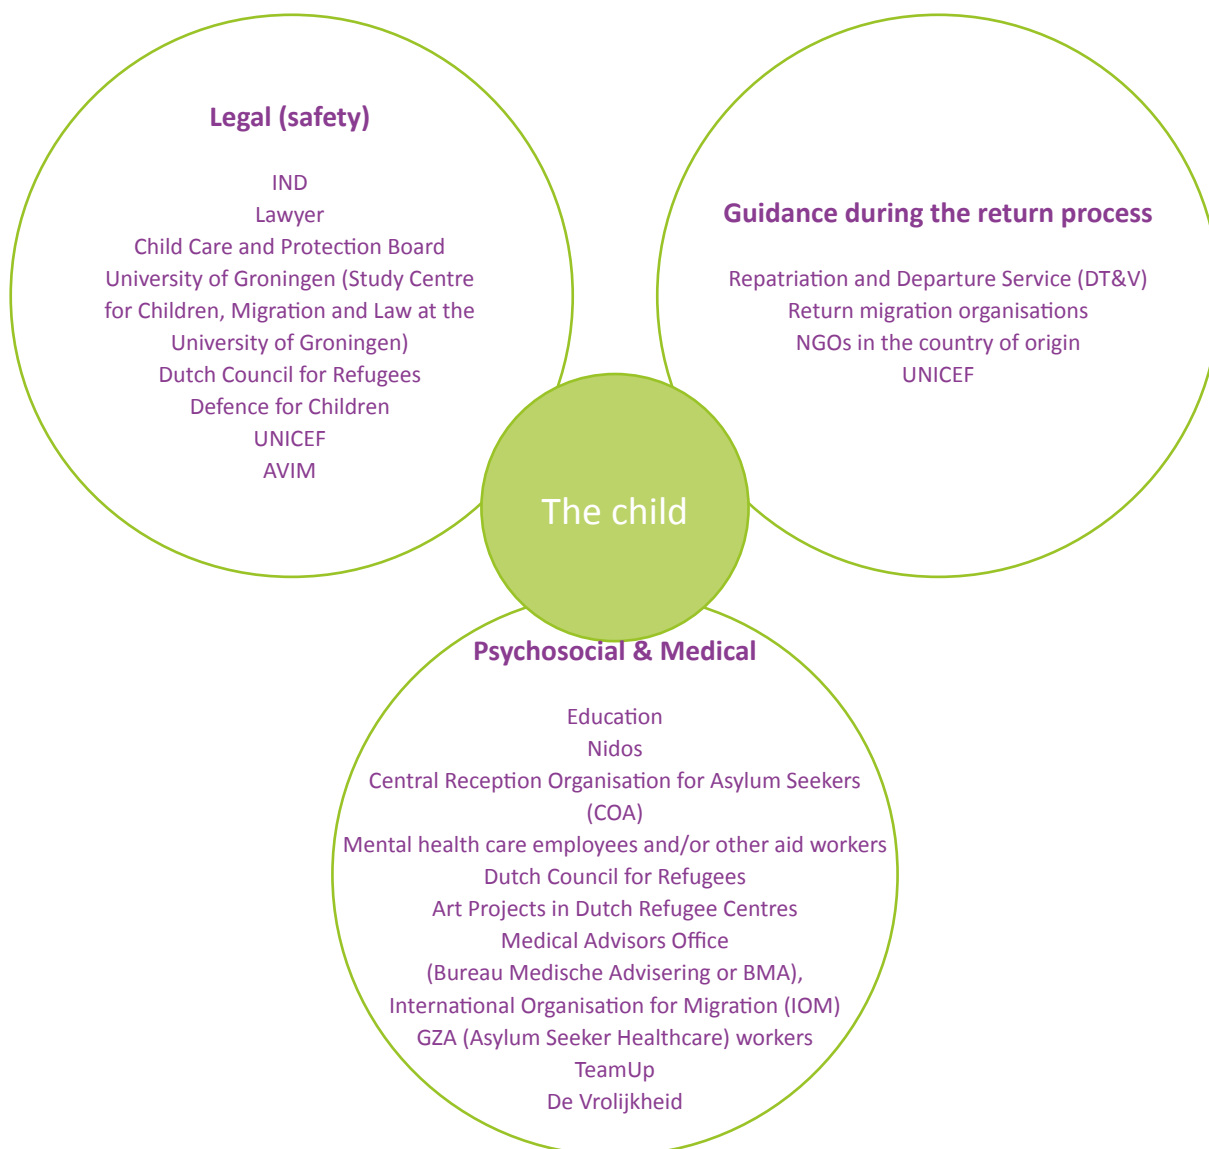 Legal (safety)
IND
Lawyer
Child Care and Protection Board
University of Groningen (Study Centre
for Children, Migration and Law at the
University of Groningen)
Dutch Council for Refugees
Defence for Children
UNICEF
AVIM
Guidance during the return process
Repatriation and Departure Service (DT&V)
Return migration organisations
NGOs in the country of origin
UNICEF
The child
Psychosocial & Medical
Education
Nidos
Central Reception Organisation for Asylum Seekers
(COA)
Mental health care employees and/or other aid workers
Dutch Council for Refugees
Art Projects in Dutch Refugee Centres
Medical Advisors Office
(Bureau Medische Advisering or BMA),
International Organisation for Migration (IOM)
GZA (Asylum Seeker Healthcare) workers
TeamUp
De Vrolijkheid